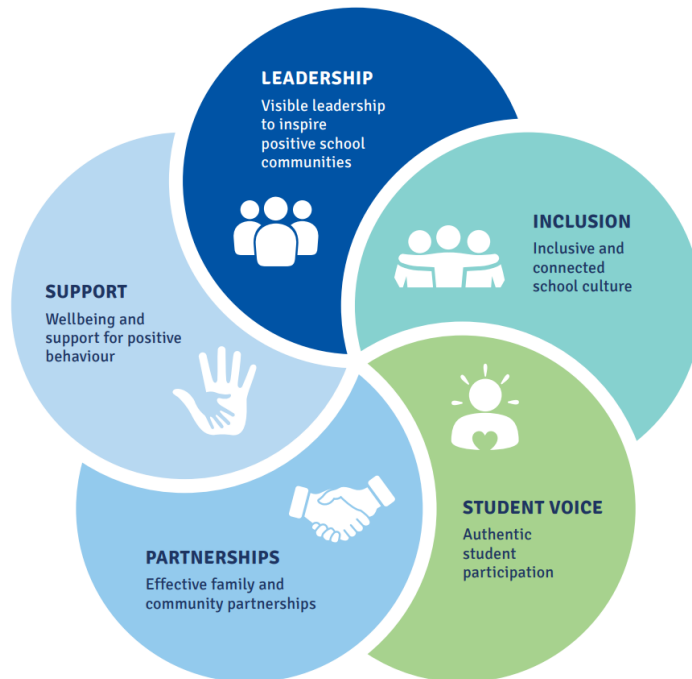 LEADERSHIP
Visible leadership
to inspire
positive school
communities
INCLUSION
Inclusive and
connected
school culture
STUDENT VOICE
Authentic
student
participation
PARTNERSHIPS
Effective family and
community partnerships
SUPPORT
Wellbeing and
support for positive
behaviour